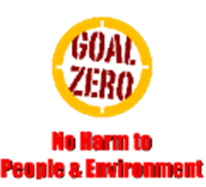 GOAL
ZERO
No Harm to
People & Environment